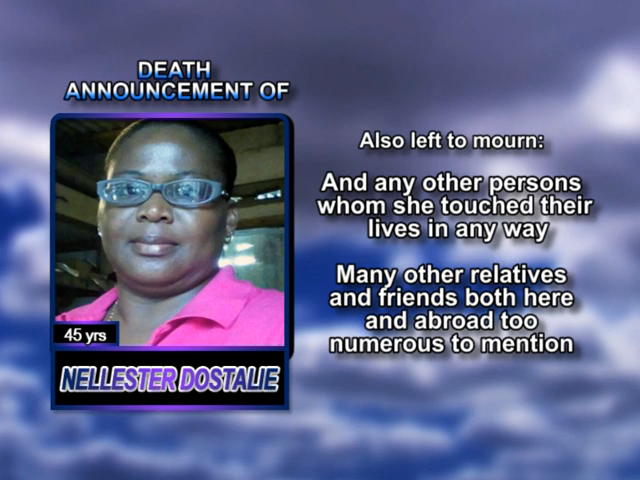 DEATH
ANNOUNCEMENT OF
45 yrs
NELLESTER DOSTALIE
Also left to mourn:
And any other persons
whom she touched their
lives in any way
Many other relatives
and friends both here
and abroad too
numerous to mention